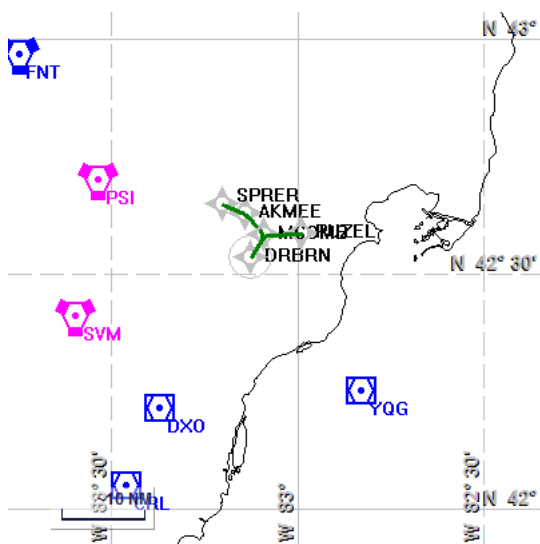 N 43°
FNT
PSI
SPRER
AKMEE
DRBRN
N 42° 30'
SVM
YQG
DXO
CRL
10 NM
W 83° 30'
W 83°
W 82° 30'
N 42°